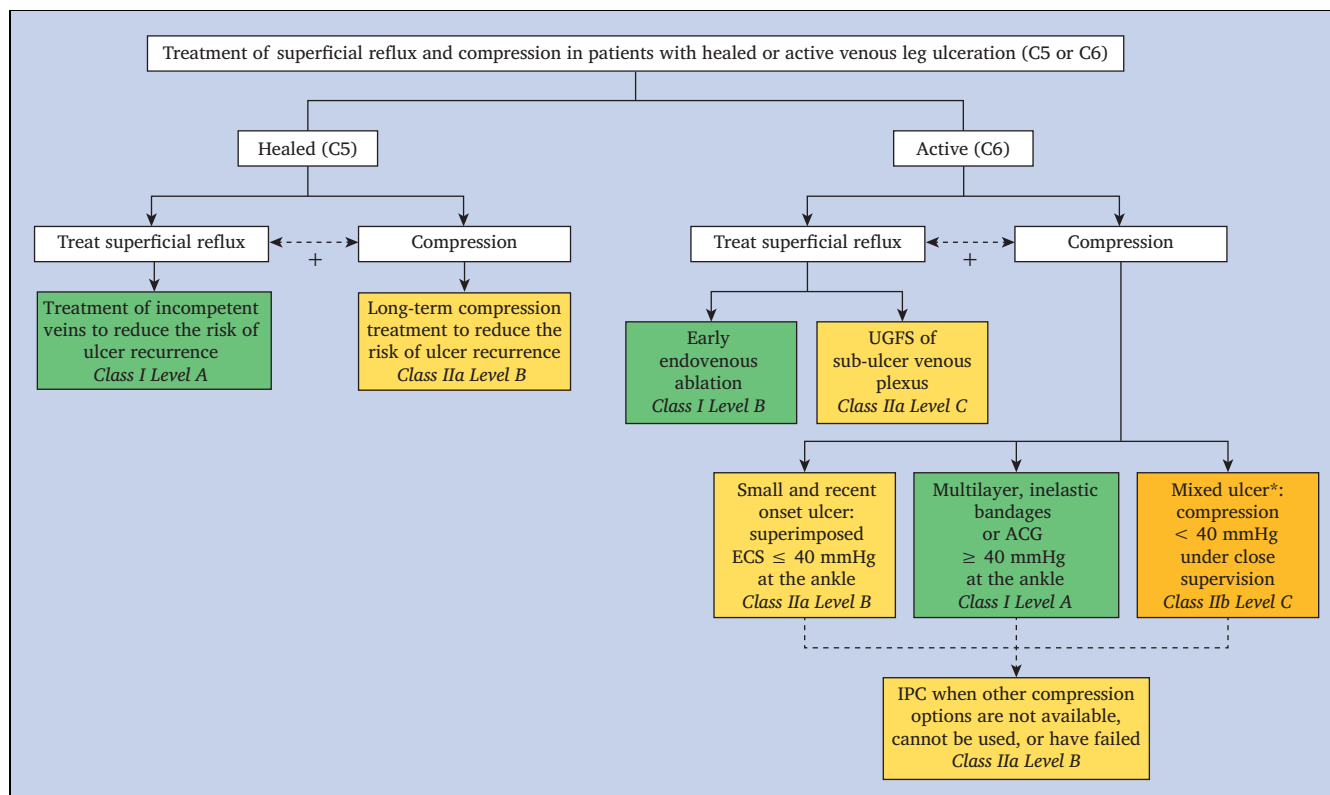 Treatment of superficial reflux and compression in patients with healed or active venous leg ulceration (C5 or C6)
Healed (C5)
Active (C6)
Treat superficial reflux
+
Compression
Treat superficial reflux
+
Compression
Treatment of incompetent
veins to reduce the risk of
ulcer recurrence
Class I Level A
Long-term compression
treatment to reduce the
risk of ulcer recurrence
Class IIa Level B
Early
endovenous
ablation
Class I Level B
UGFS of
sub-ulcer venous
plexus
Class IIa Level C
Small and recent
onset ulcer:
superimposed
ECS ≤ 40 mmHg
at the ankle
Class IIa Level B
Multilayer, inelastic
bandages
or ACG
≥ 40 mmHg
at the ankle
Class I Level A
Mixed ulcer*:
compression
< 40 mmHg
under close
supervision
Class IIb Level C
IPC when other compression
options are not available,
cannot be used, or have failed
Class IIa Level B